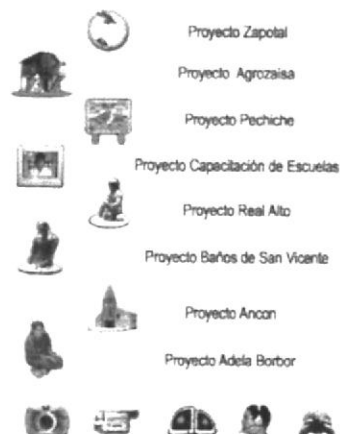 Proyecto Zapotal
Proyecto Agrozaisa
Proyecto Pechiche
Proyecto Capacitación de Escuelas
Proyecto Real Alto
Proyecto Baños de San Vicente
Proyecto Ancon
Proyecto Adela Borbor